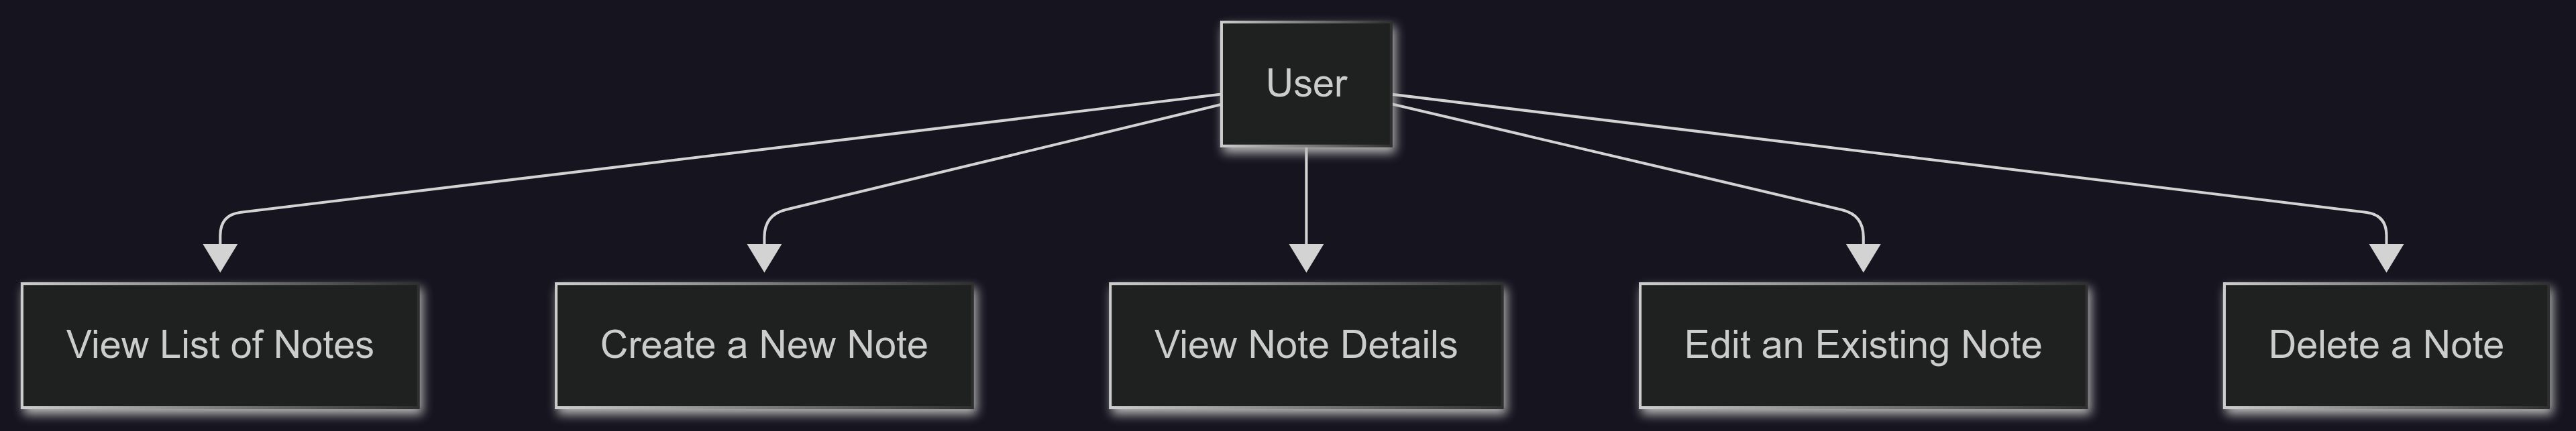 User
View List of Notes
Create a New Note
View Note Details
Edit an Existing Note
Delete a Note